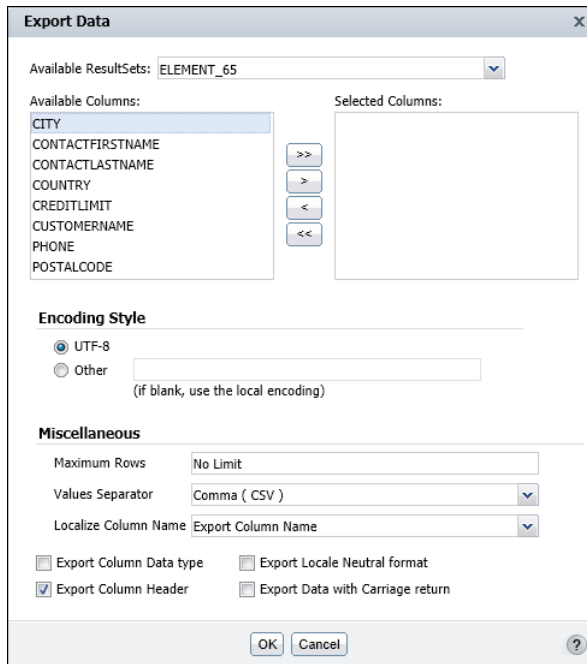 Export Data x
Available ResultSets: ELEMENT_65
Available Columns: Selected Columns:
CITY
CONTACTFIRSTNAME
CONTACTLASTNAME
COUNTRY
CREDITLIMIT
CUSTOMERNAME
PHONE
POSTALCODE
>>
>
<
<<
Encoding Style
UTF-8
Other
(if blank, use the local encoding)
Miscellaneous
Maximum Rows No Limit
Values Separator Comma ( CSV )
Localize Column Name Export Column Name
Export Column Data type Export Locale Neutral format
Export Column Header Export Data with Carriage return
OK Cancel ?